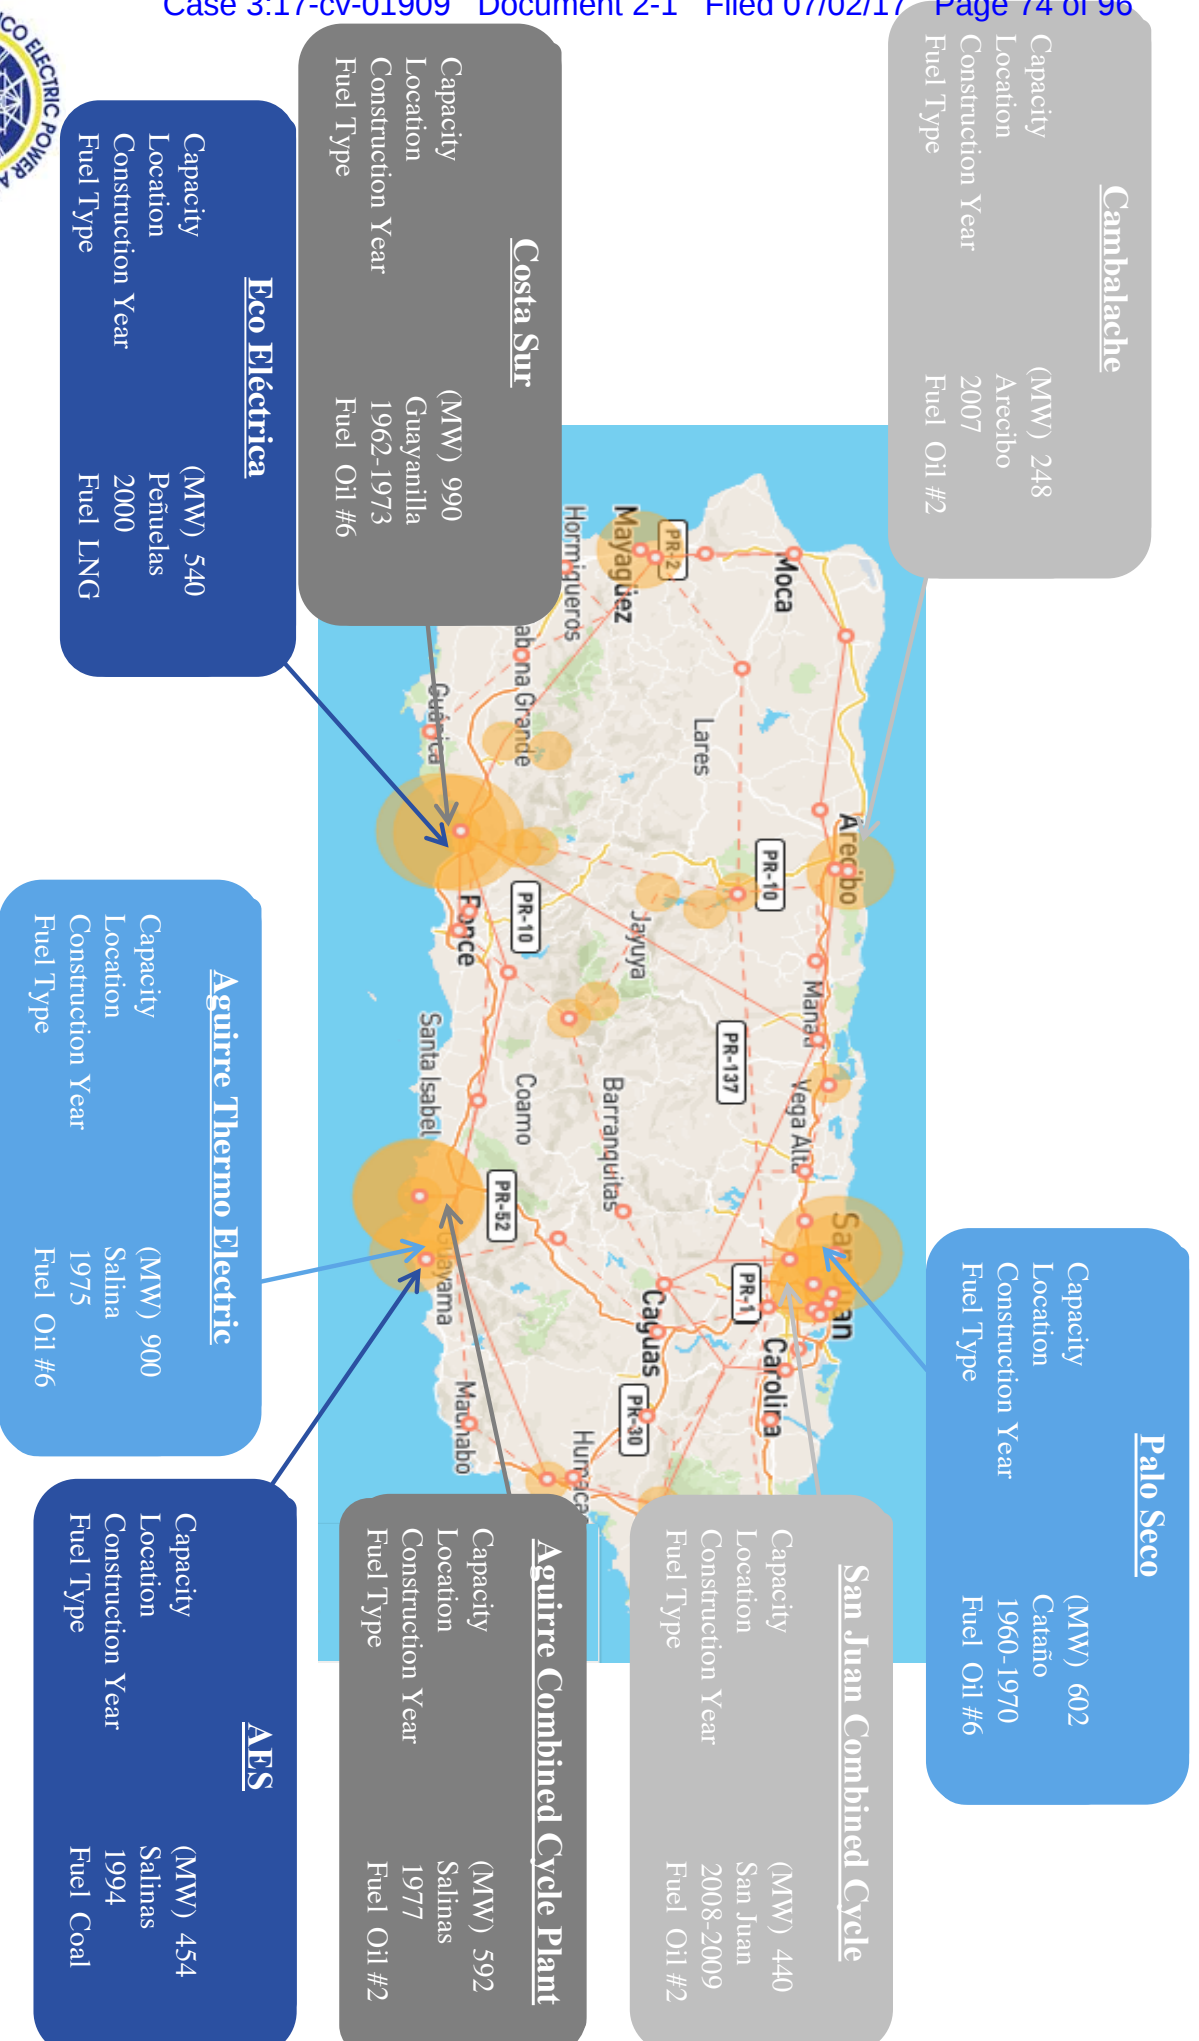 Case 3:17-cv-01909 Document 2-1 Filed 07/02/17 Page 74 of 96
Cambalache
Capacity (MW) 248
Location Arecibo
Construction Year 2007
Fuel Type Fuel Oil #2
Palo Seco
Capacity (MW) 602
Location Cataño
Construction Year 1960-1970
Fuel Type Fuel Oil #6
San Juan Combined Cycle
Capacity (MW) 440
Location San Juan
Construction Year 2008-2009
Fuel Type Fuel Oil #2
Costa Sur
Capacity (MW) 990
Location Guayanilla
Construction Year 1962-1973
Fuel Type Fuel Oil #6
Aguirre Combined Cycle Plant
Capacity (MW) 592
Location Salinas
Construction Year 1977
Fuel Type Fuel Oil #2
Eco Eléctrica
Capacity (MW) 540
Location Peñuelas
Construction Year 2000
Fuel Type Fuel LNG
Aguirre Thermo Electric
Capacity (MW) 900
Location Salina
Construction Year 1975
Fuel Type Fuel Oil #6
AES
Capacity (MW) 454
Location Salinas
Construction Year 1994
Fuel Type Fuel Coal
Arecibo
San Juan
Moca
Manatí
Vega Alta
Carolina
PR-10
PR-137
PR-1
Lares
PR-2
Mayagüez
Jayuya
Barranquitas
Caguas
PR-30
Hormigueros
Humacao
abona Grande
PR-10
Coamo
PR-52
Ponce
Guánica
Santa Isabel
Guayama
Maunabo
CO ELECTRIC POWER A